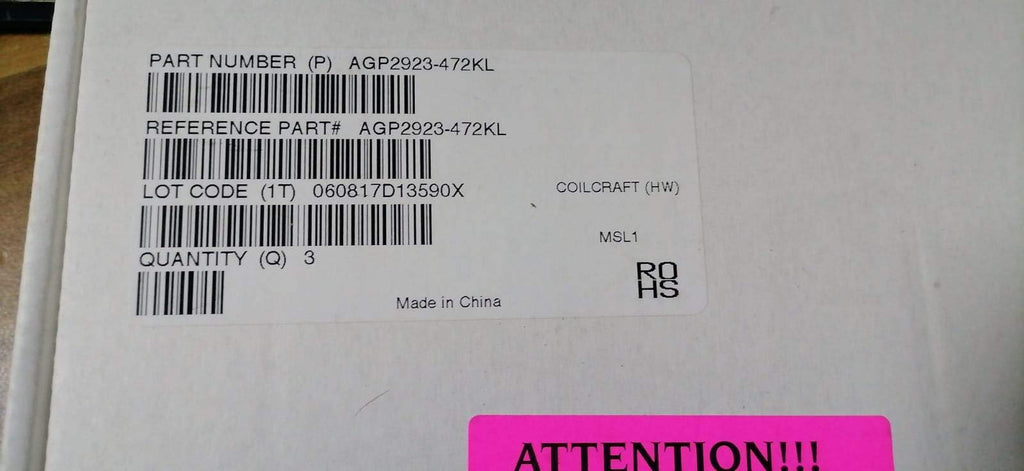 PART NUMBER (P) AGP2923-472KL
REFERENCE PART# AGP2923-472KL
LOT CODE (1T) 060817D13590X
COILCRAFT (HW)
MSL1
QUANTITY (Q) 3
RO
HS
Made in China
ATTENTION!!!